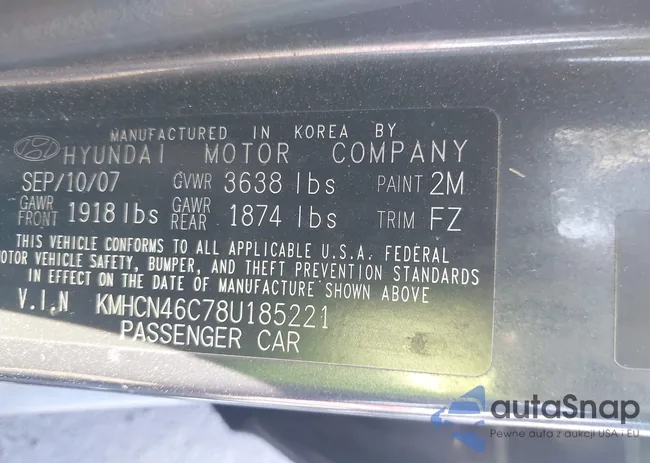 MANUFACTURED IN KOREA BY
HYUNDAI MOTOR COMPANY
SEP/10/07 GVWR 3638 lbs PAINT 2M
GAWR FRONT 1918 lbs GAWR REAR 1874 lbs TRIM FZ
THIS VEHICLE CONFORMS TO ALL APPLICABLE U.S.A. FEDERAL
MOTOR VEHICLE SAFETY, BUMPER, AND THEFT PREVENTION STANDARDS
IN EFFECT ON THE DATE OF MANUFACTURE SHOWN ABOVE
V.I.N KMHCN46C78U185221
PASSENGER CAR
autaSnap
Pewne auta z aukcji USA i EU